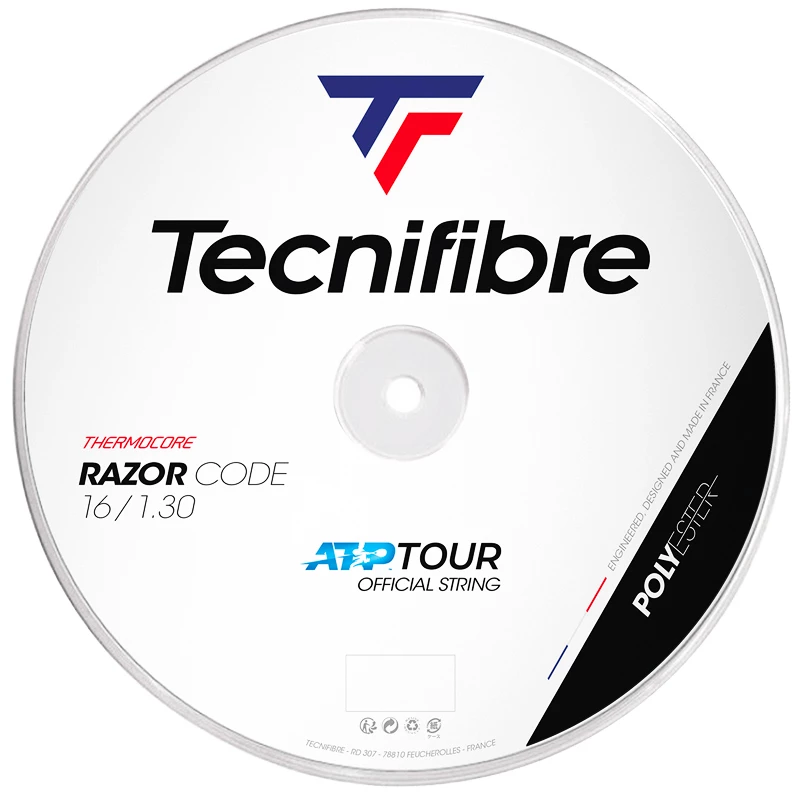 Tecnifibre
THERMOCORE
RAZOR CODE
16 / 1.30
ATP TOUR
OFFICIAL STRING
ENGINEERED, DESIGNED AND MADE IN FRANCE
POLYESTER
TECNIFIBRE - RD 307 - 78810 FEUCHEROLLES - FRANCE